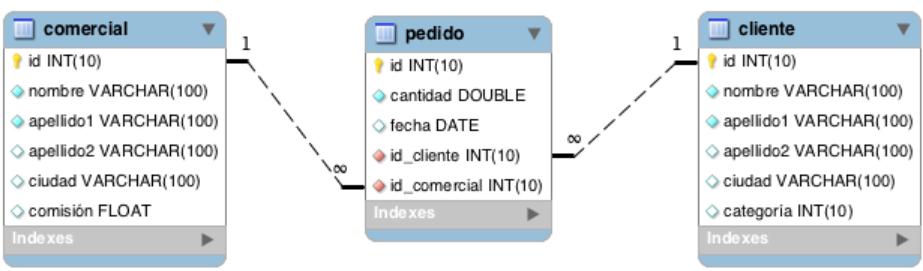 comercial
id INT(10)
nombre VARCHAR(100)
apellido1 VARCHAR(100)
apellido2 VARCHAR(100)
ciudad VARCHAR(100)
comisión FLOAT
Indexes
1
∞
pedido
id INT(10)
cantidad DOUBLE
fecha DATE
id_cliente INT(10)
id_comercial INT(10)
Indexes
∞
1
cliente
id INT(10)
nombre VARCHAR(100)
apellido1 VARCHAR(100)
apellido2 VARCHAR(100)
ciudad VARCHAR(100)
categoría INT(10)
Indexes